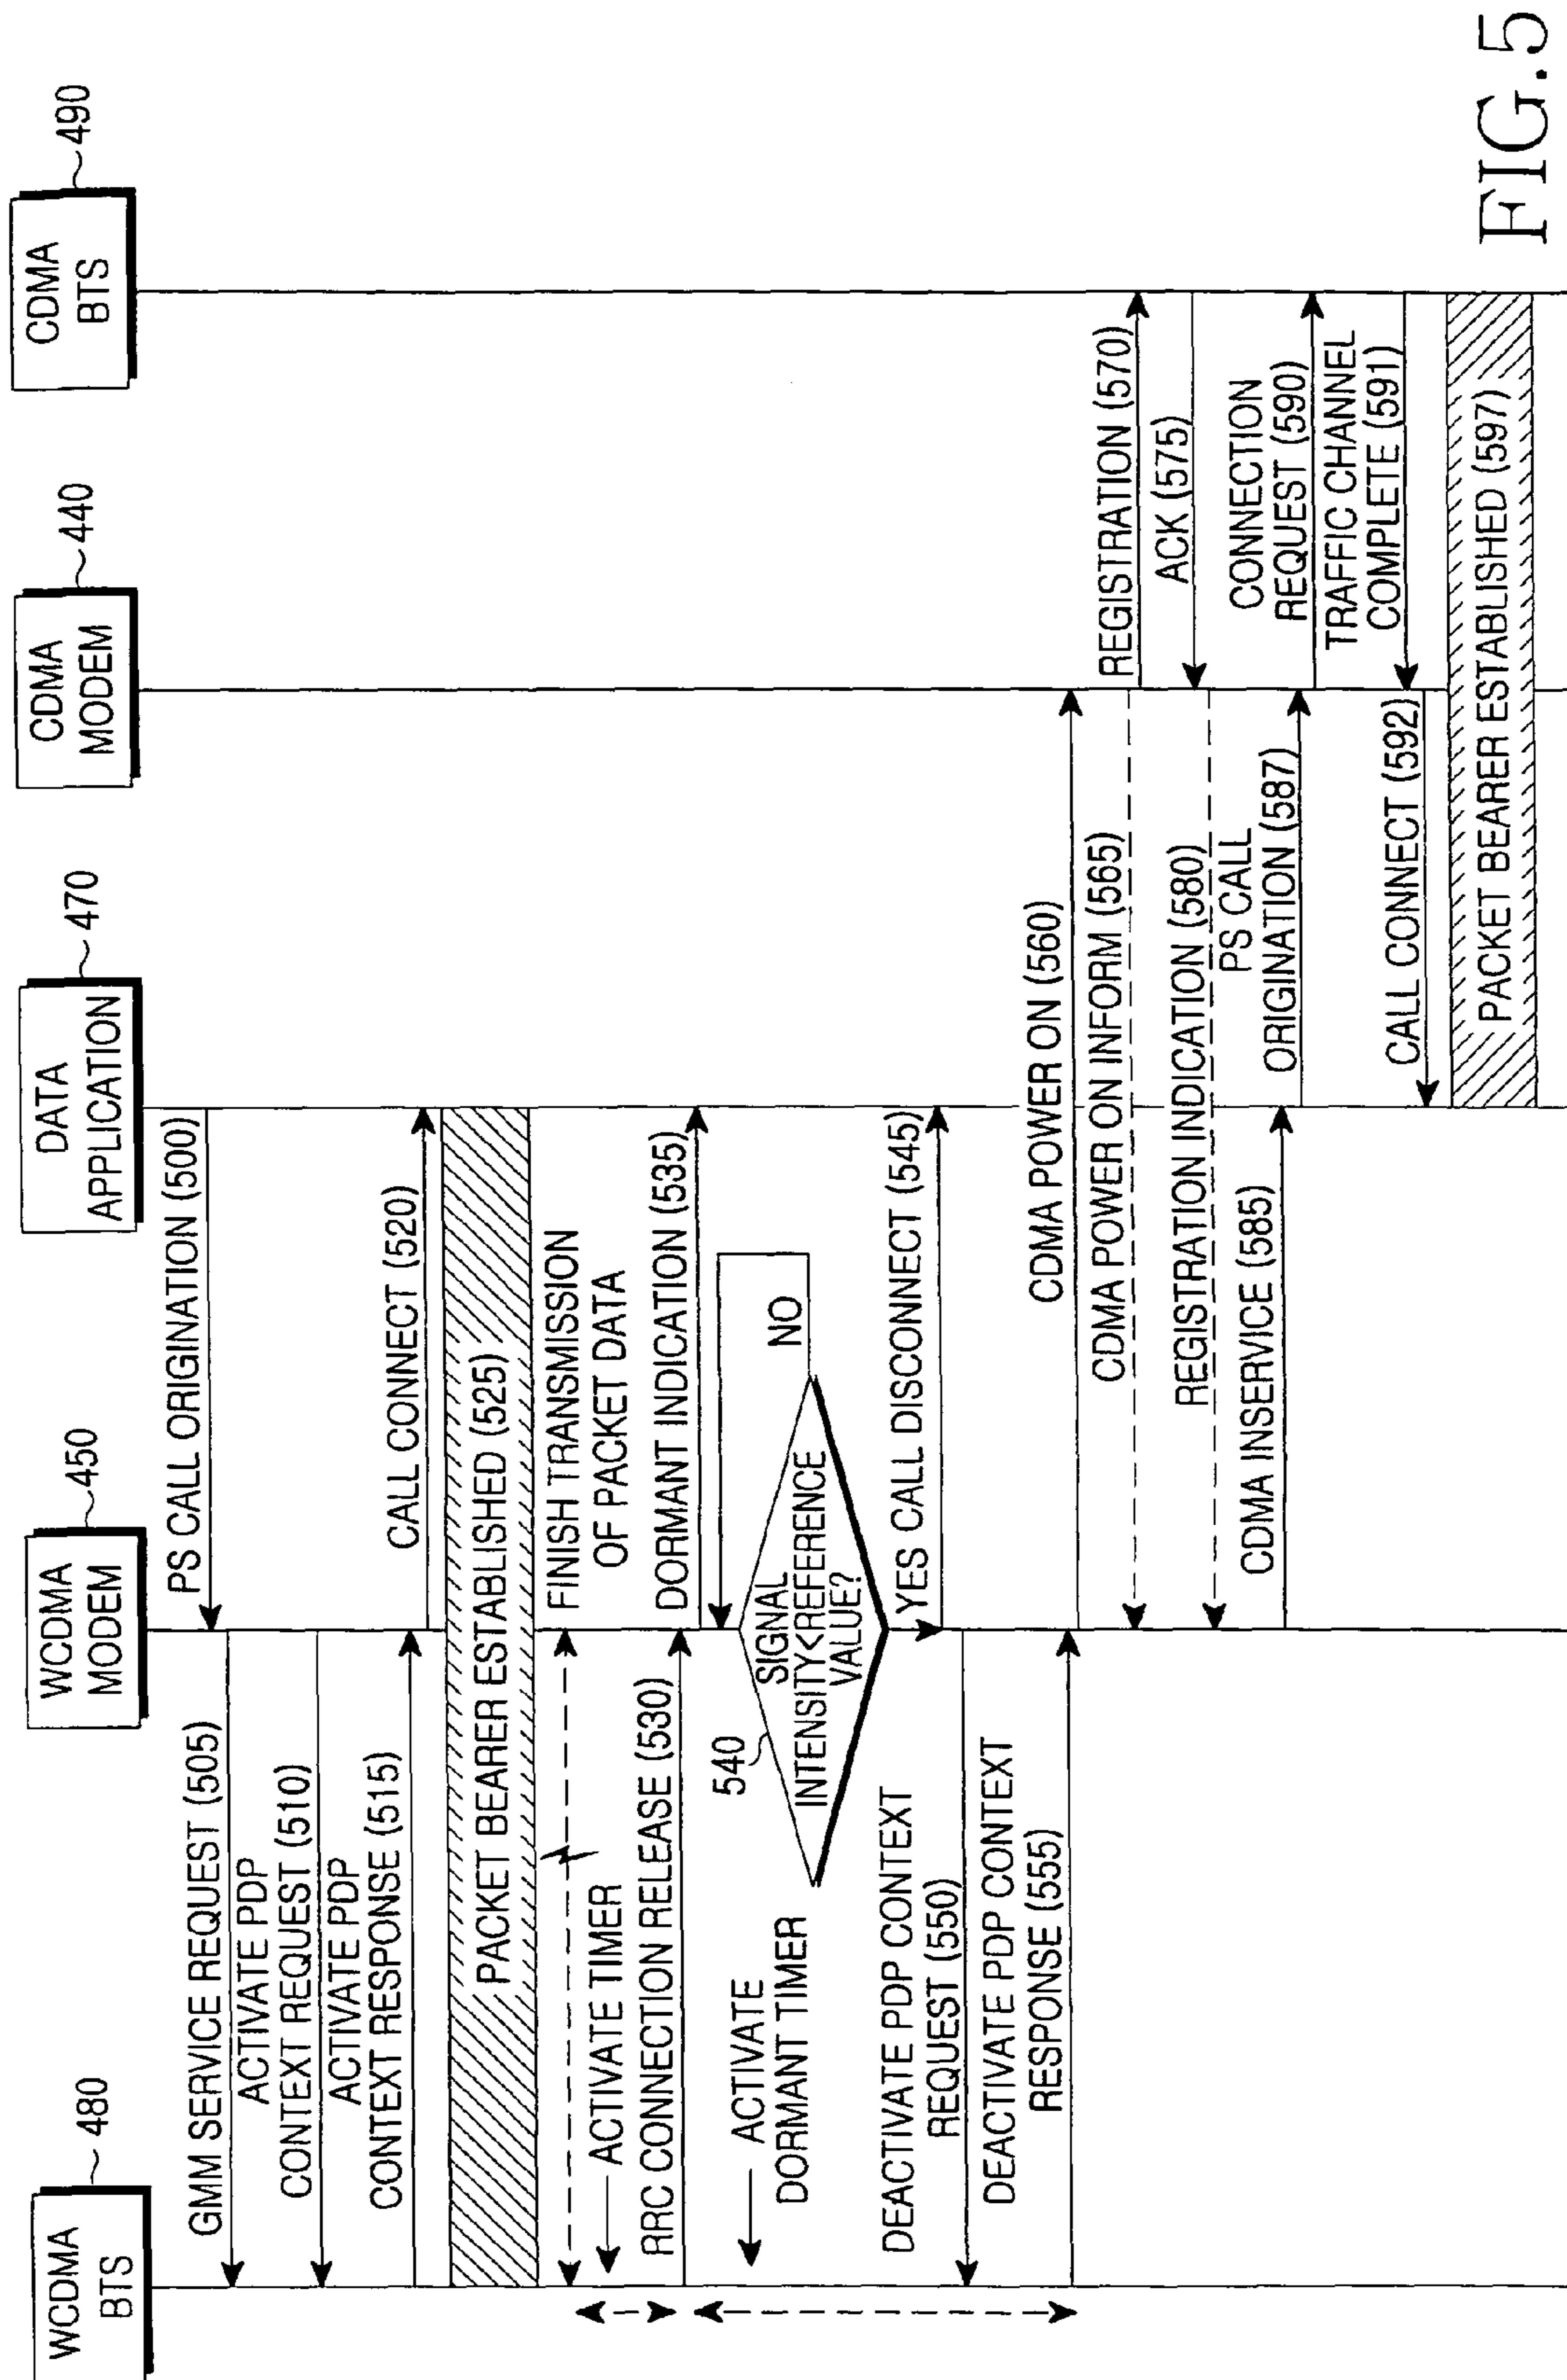 WCDMA
BTS
480
WCDMA
MODEM
450
DATA
APPLICATION
470
CDMA
MODEM
440
CDMA
BTS
490
PS CALL ORIGINATION (500)
GMM SERVICE REQUEST (505)
ACTIVATE PDP
CONTEXT REQUEST (510)
ACTIVATE PDP
CONTEXT RESPONSE (515)
CALL CONNECT (520)
PACKET BEARER ESTABLISHED (525)
FINISH TRANSMISSION
OF PACKET DATA
ACTIVATE TIMER
RRC CONNECTION RELEASE (530)
DORMANT INDICATION (535)
ACTIVATE
DORMANT TIMER
540
SIGNAL
INTENSITY<REFERENCE
VALUE?
NO
YES
CALL DISCONNECT (545)
DEACTIVATE PDP CONTEXT
REQUEST (550)
DEACTIVATE PDP CONTEXT
RESPONSE (555)
CDMA POWER ON (560)
CDMA POWER ON INFORM (565)
REGISTRATION (570)
ACK (575)
REGISTRATION INDICATION (580)
CDMA INSERVICE (585)
PS CALL
ORIGINATION (587)
CONNECTION
REQUEST (590)
TRAFFIC CHANNEL
COMPLETE (591)
CALL CONNECT (592)
PACKET BEARER ESTABLISHED (597)
FIG.5